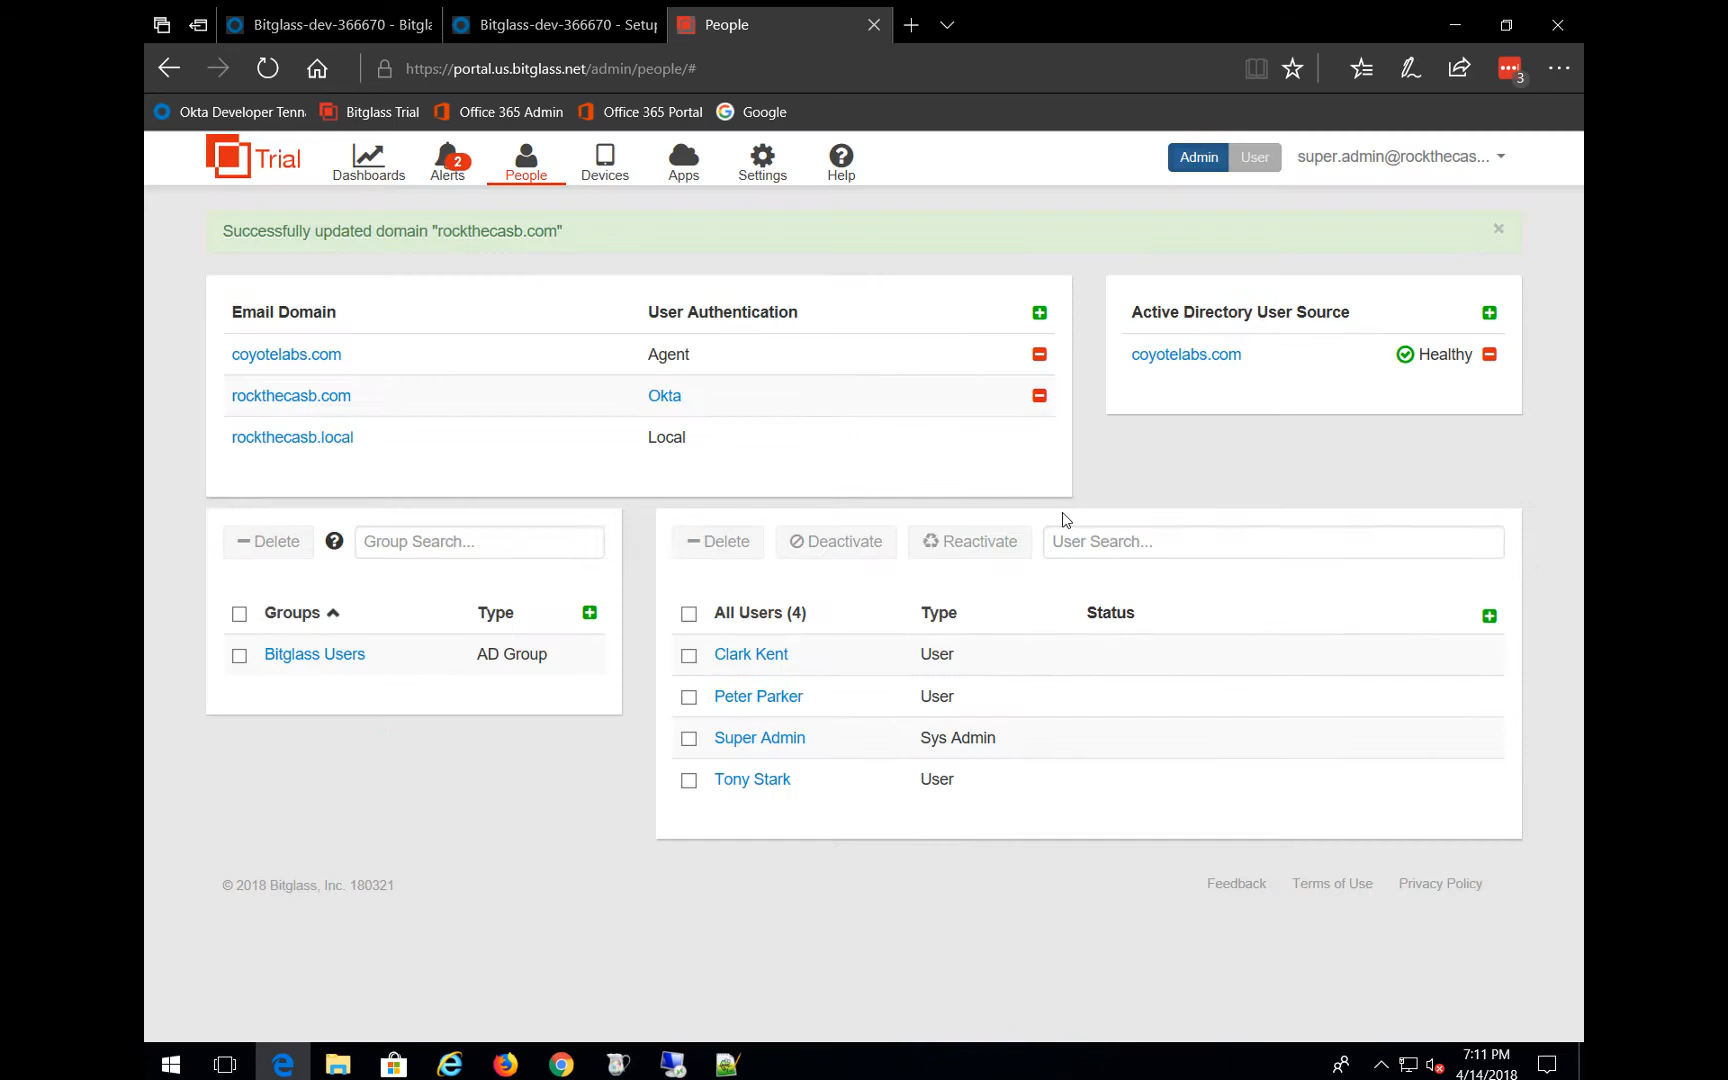 Bitglass-dev-366670 - Bitgla
Bitglass-dev-366670 - Setup
People
https://portal.us.bitglass.net/admin/people/#
3
Okta Developer Tenn
Bitglass Trial
Office 365 Admin
Office 365 Portal
Google
Trial
Dashboards
2
Alerts
People
Devices
Apps
Settings
Help
Admin
User
super.admin@rockthecas...
Successfully updated domain "rockthecasb.com"
Email Domain
User Authentication
coyotelabs.com
Agent
rockthecasb.com
Okta
rockthecasb.local
Local
Active Directory User Source
coyotelabs.com
Healthy
Delete
Group Search...
Groups
Type
Bitglass Users
AD Group
Delete
Deactivate
Reactivate
User Search...
All Users (4)
Type
Status
Clark Kent
User
Peter Parker
User
Super Admin
Sys Admin
Tony Stark
User
© 2018 Bitglass, Inc. 180321
Feedback
Terms of Use
Privacy Policy
7:11 PM
4/14/2018